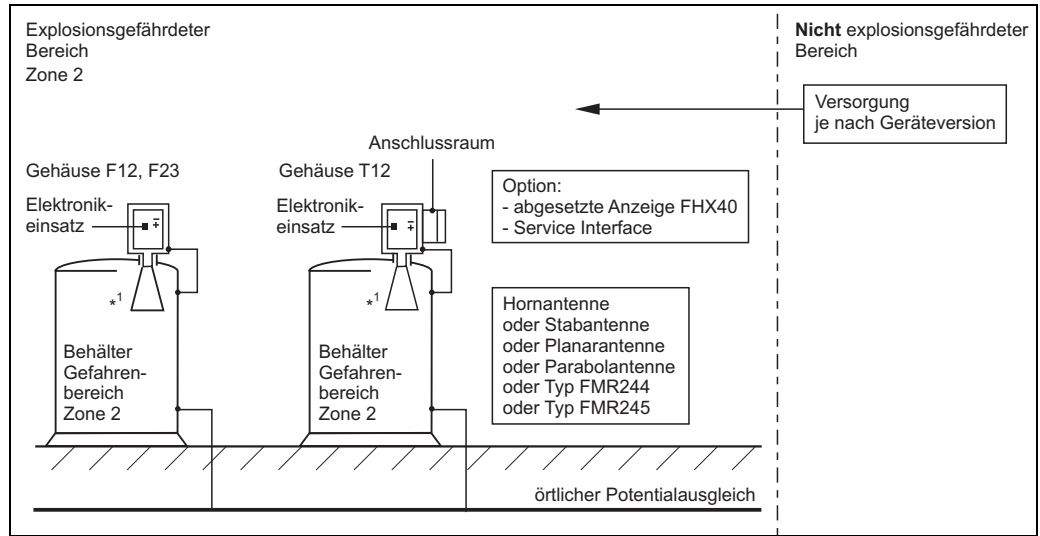 Explosionsgefährdeter
Bereich
Zone 2
Nicht explosionsgefährdeter
Bereich
Versorgung
je nach Geräteversion
Anschlussraum
Gehäuse F12, F23
Gehäuse T12
Elektronik-
einsatz
Elektronik-
einsatz
Option:
- abgesetzte Anzeige FHX40
- Service Interface
*1
*1
Hornantenne
oder Stabantenne
oder Planarantenne
oder Parabolantenne
oder Typ FMR244
oder Typ FMR245
Behälter
Gefahren-
bereich
Zone 2
Behälter
Gefahren-
bereich
Zone 2
örtlicher Potentialausgleich